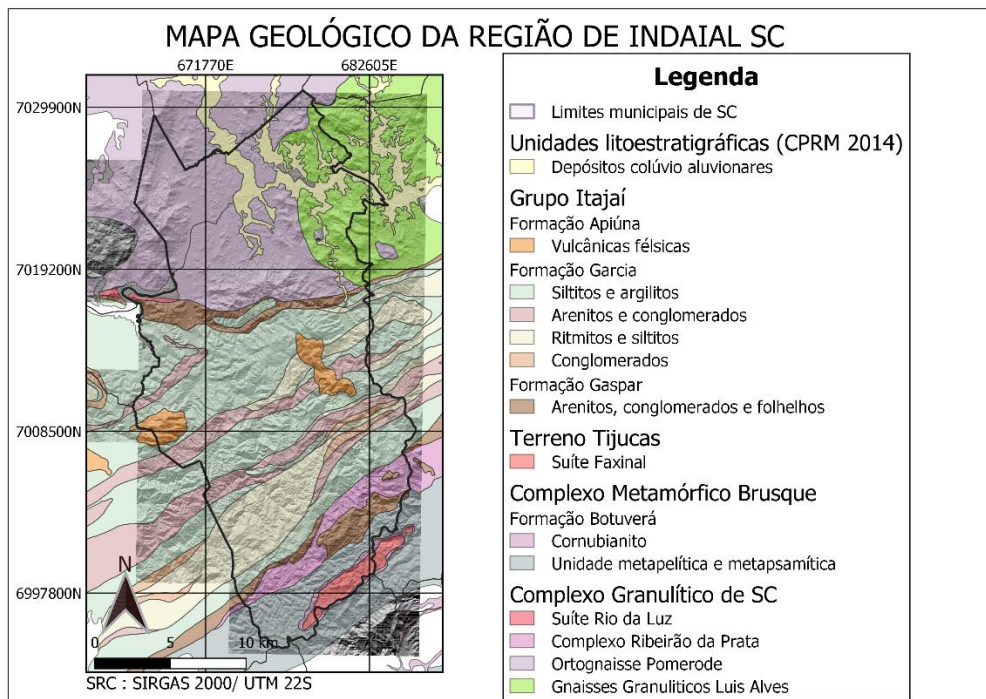 MAPA GEOLÓGICO DA REGIÃO DE INDAIAL SC
671770E 682605E
7029900N
7019200N
7008500N
6997800N
N
0 5 10 km
SRC : SIRGAS 2000/ UTM 22S
Legenda
Limites municipais de SC
Unidades litoestratigráficas (CPRM 2014)
Depósitos colúvio aluvionares
Grupo Itajaí
Formação Apiúna
Vulcânicas félsicas
Formação Garcia
Siltitos e argilitos
Arenitos e conglomerados
Ritmitos e siltitos
Conglomerados
Formação Gaspar
Arenitos, conglomerados e folhelhos
Terreno Tijucas
Suíte Faxinal
Complexo Metamórfico Brusque
Formação Botuverá
Cornubianito
Unidade metapelítica e metapsamítica
Complexo Granulítico de SC
Suíte Rio da Luz
Complexo Ribeirão da Prata
Ortognaisse Pomerode
Gnaisses Granuliticos Luis Alves